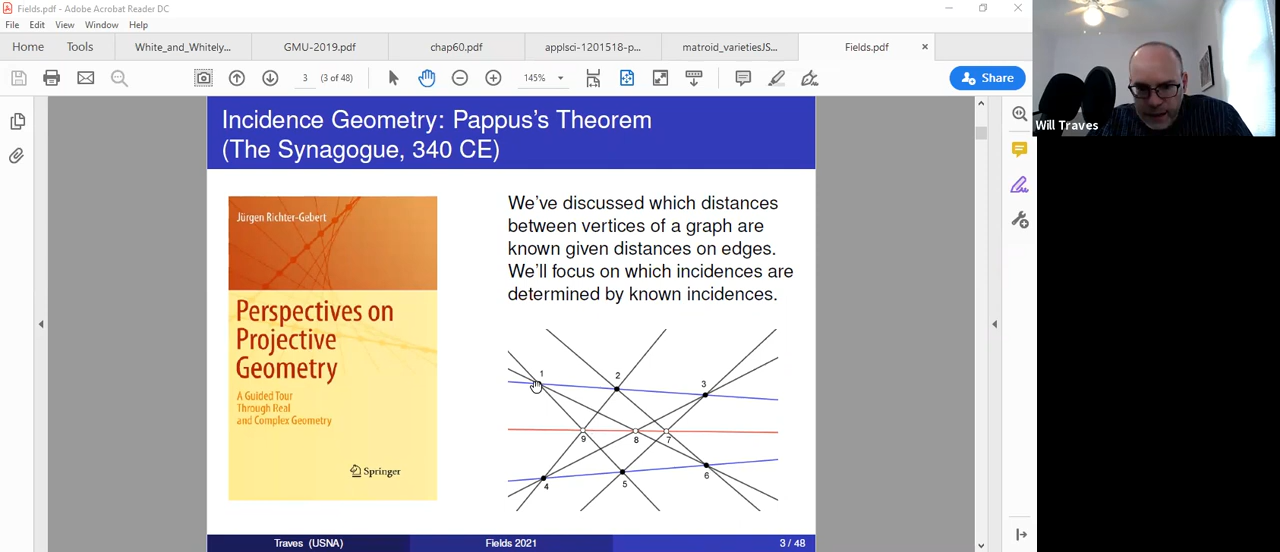 Fields.pdf - Adobe Acrobat Reader DC
File Edit View Window Help
Home Tools White_and_Whitely... GMU-2019.pdf chap60.pdf applsci-1201518-p... matroid_varietiesJS... Fields.pdf ×
3 (3 of 48) 145% Share
Will Traves
Incidence Geometry: Pappus's Theorem
(The Synagogue, 340 CE)
Jürgen Richter-Gebert
Perspectives on
Projective
Geometry
A Guided Tour
Through Real
and Complex Geometry
Springer
We've discussed which distances
between vertices of a graph are
known given distances on edges.
We'll focus on which incidences are
determined by known incidences.
1 2 3
9 8 7
4 5 6
Traves (USNA) Fields 2021 3 / 48